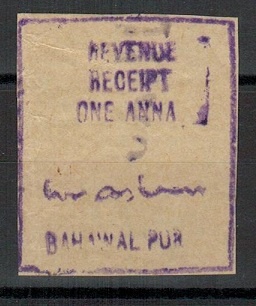 REVENUE
RECEIPT
ONE ANNA
BAHAWAL PUR